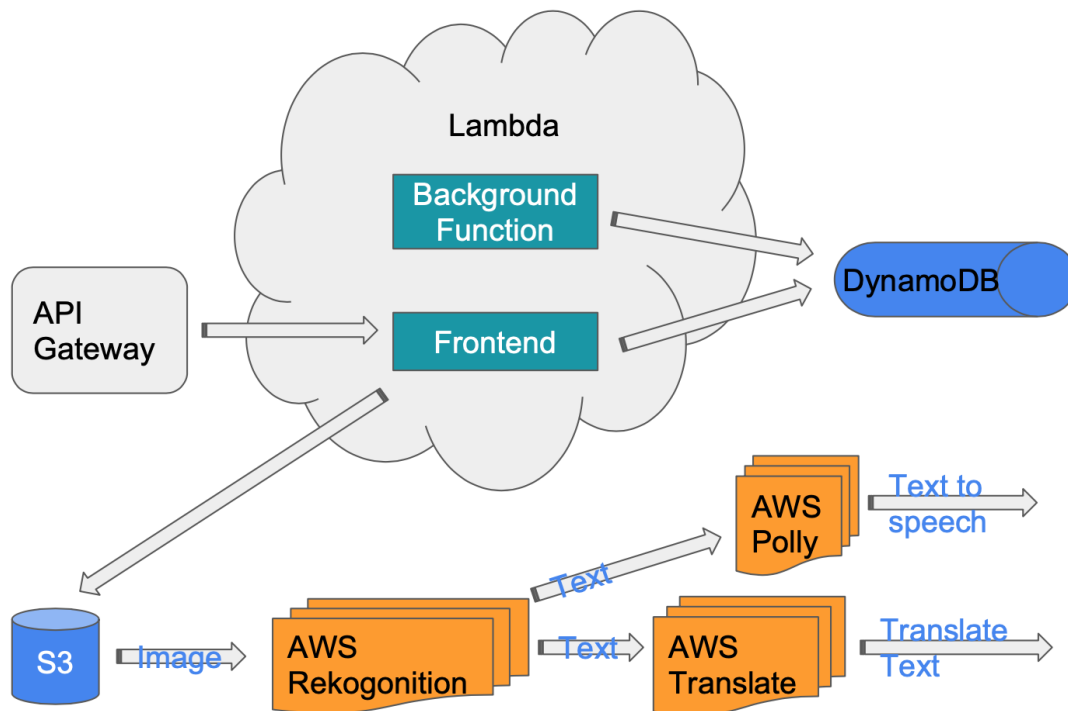 Lambda
Background
Function
API
Gateway
Frontend
DynamoDB
AWS
Polly
Text to
speech
Text
S3
Image
AWS
Rekogonition
Text
AWS
Translate
Translate
Text